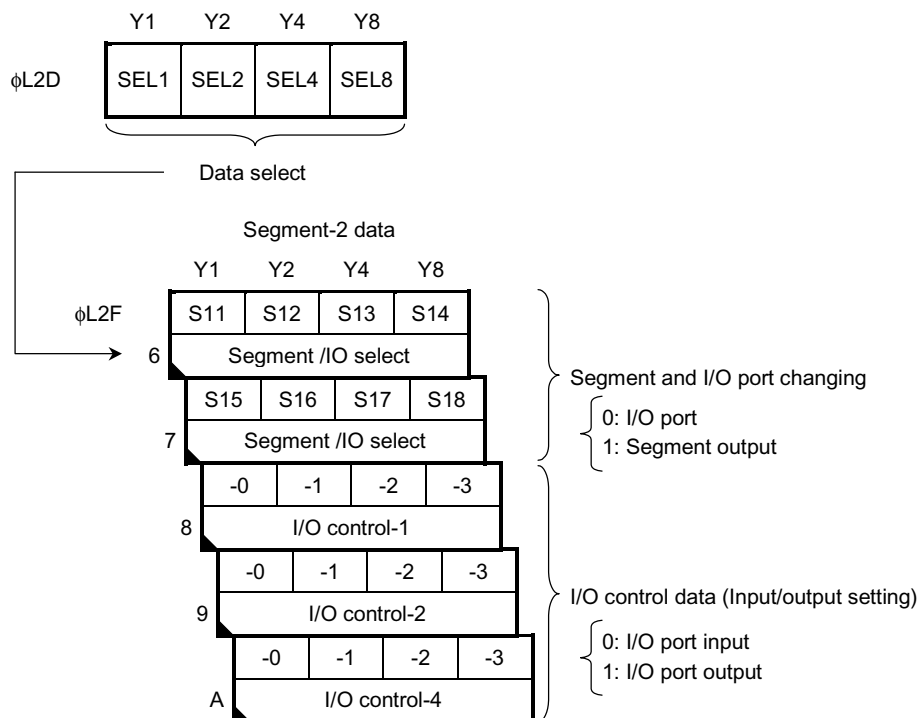 Y1 Y2 Y4 Y8
ϕL2D SEL1 SEL2 SEL4 SEL8
Data select
Segment-2 data
Y1 Y2 Y4 Y8
ϕL2F S11 S12 S13 S14
6 Segment /IO select
S15 S16 S17 S18
7 Segment /IO select
Segment and I/O port changing
0: I/O port
1: Segment output
-0 -1 -2 -3
8 I/O control-1
-0 -1 -2 -3
9 I/O control-2
-0 -1 -2 -3
A I/O control-4
I/O control data (Input/output setting)
0: I/O port input
1: I/O port output